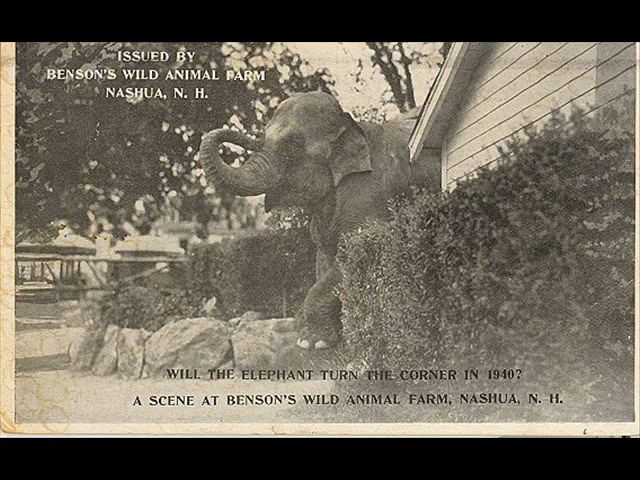 ISSUED BY
BENSON'S WILD ANIMAL FARM
NASHUA, N. H.
WILL THE ELEPHANT TURN THE CORNER IN 1940?
A SCENE AT BENSON'S WILD ANIMAL FARM, NASHUA, N. H.